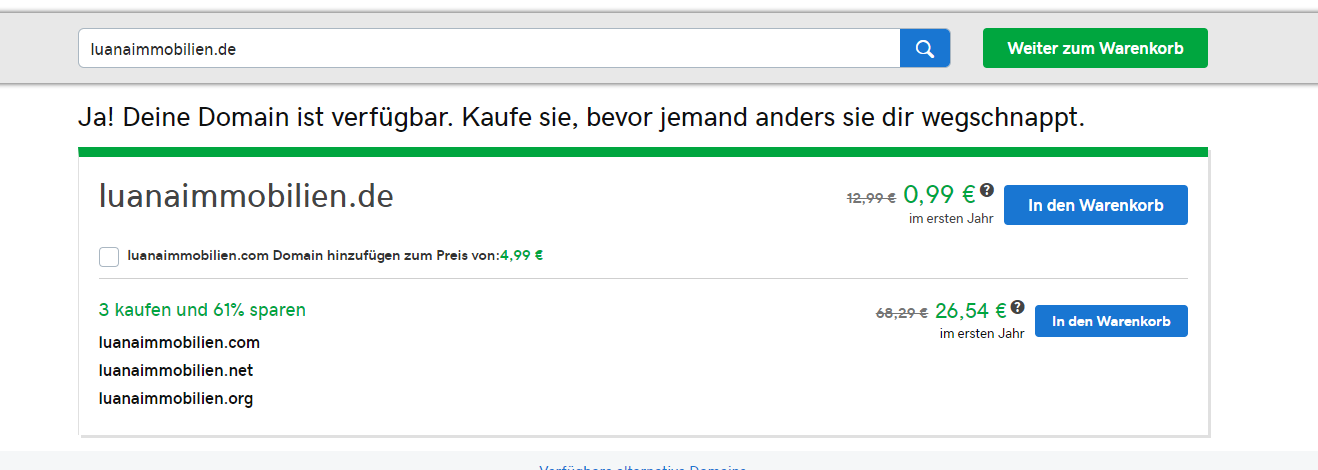 luanaimmobilien.de
Weiter zum Warenkorb
Ja! Deine Domain ist verfügbar. Kaufe sie, bevor jemand anders sie dir wegschnappt.
luanaimmobilien.de
12,99 € 0,99 € ?
im ersten Jahr
In den Warenkorb
luanaimmobilien.com Domain hinzufügen zum Preis von:4,99 €
3 kaufen und 61% sparen
68,29 € 26,54 € ?
im ersten Jahr
In den Warenkorb
luanaimmobilien.com
luanaimmobilien.net
luanaimmobilien.org
Verfügbare alternative Domains